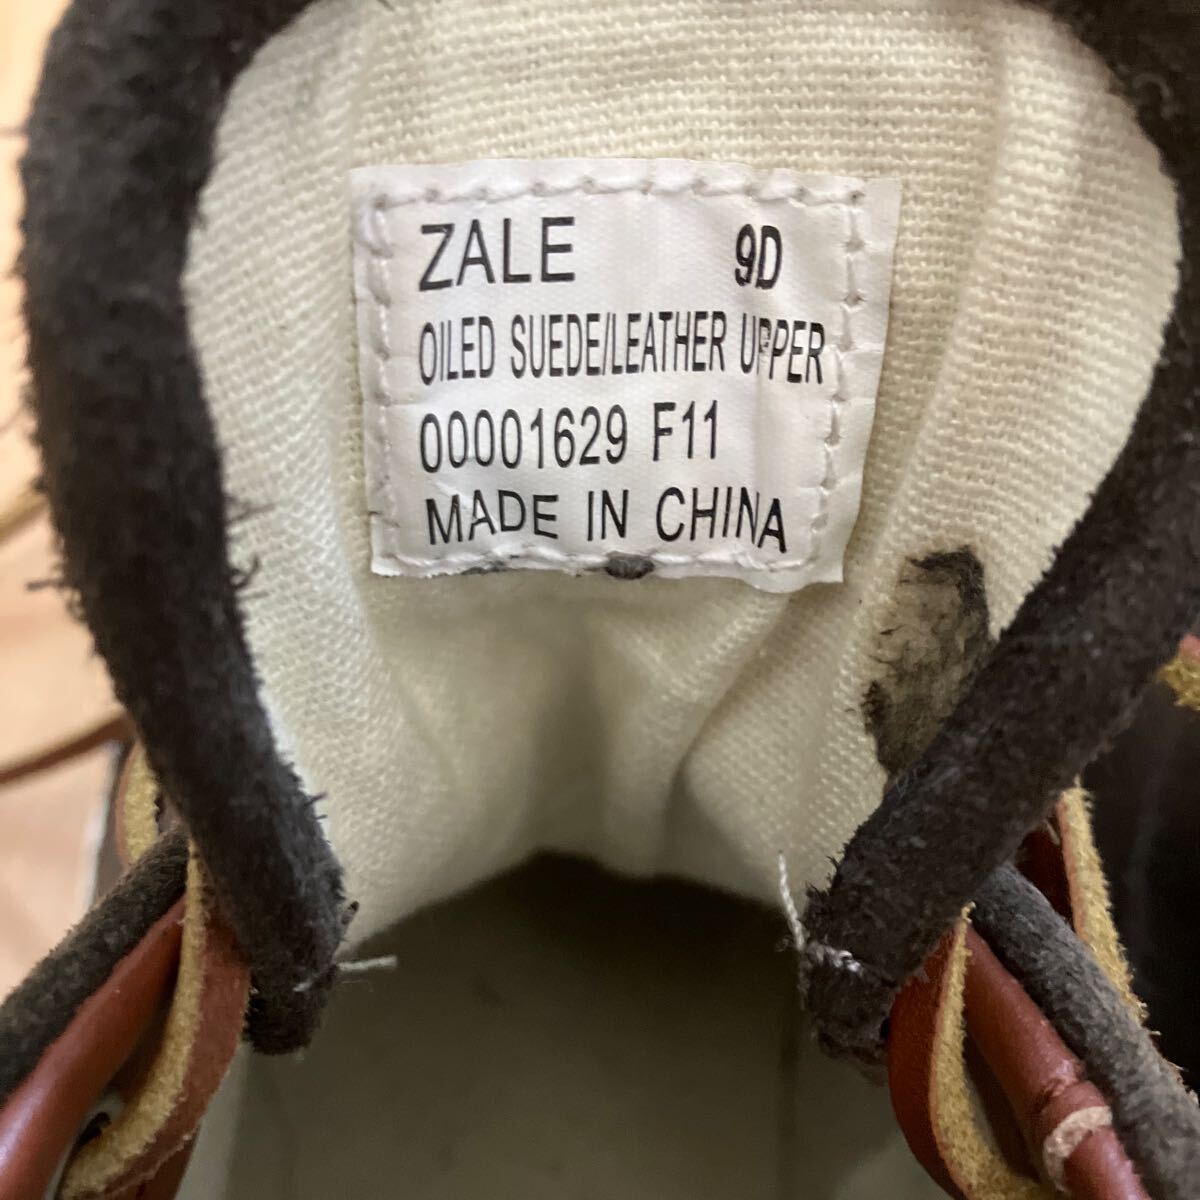 ZALE 9D
OILED SUEDE/LEATHER UPPER
00001629 F11
MADE IN CHINA